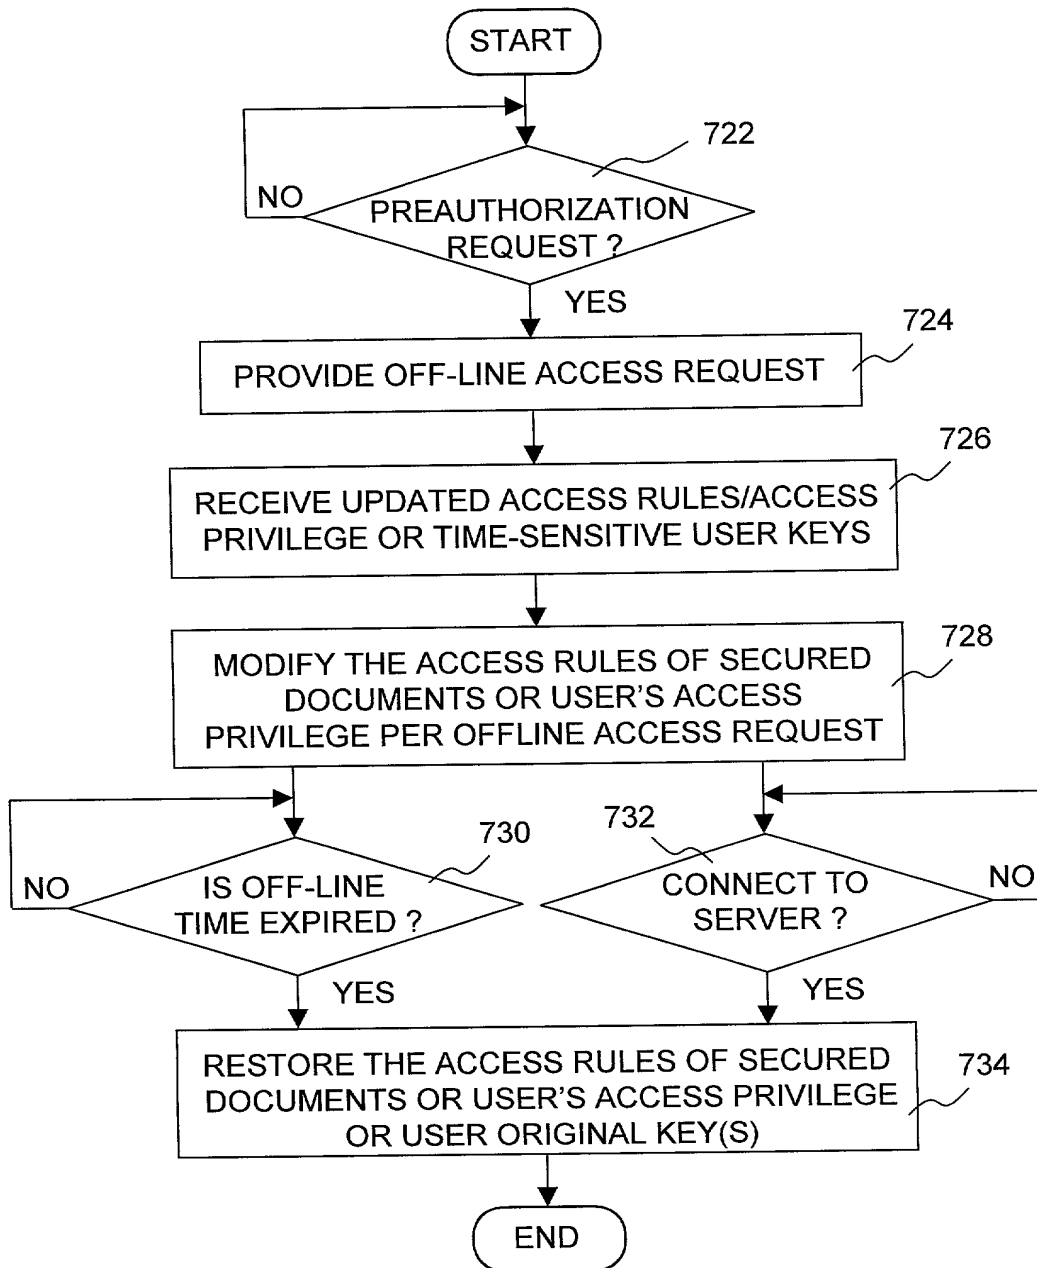 START
722
NO
PREAUTHORIZATION
REQUEST ?
YES
724
PROVIDE OFF-LINE ACCESS REQUEST
726
RECEIVE UPDATED ACCESS RULES/ACCESS
PRIVILEGE OR TIME-SENSITIVE USER KEYS
728
MODIFY THE ACCESS RULES OF SECURED
DOCUMENTS OR USER'S ACCESS
PRIVILEGE PER OFFLINE ACCESS REQUEST
730
NO
IS OFF-LINE
TIME EXPIRED ?
YES
732
CONNECT TO
SERVER ?
NO
YES
RESTORE THE ACCESS RULES OF SECURED
DOCUMENTS OR USER'S ACCESS PRIVILEGE
OR USER ORIGINAL KEY(S)
734
END